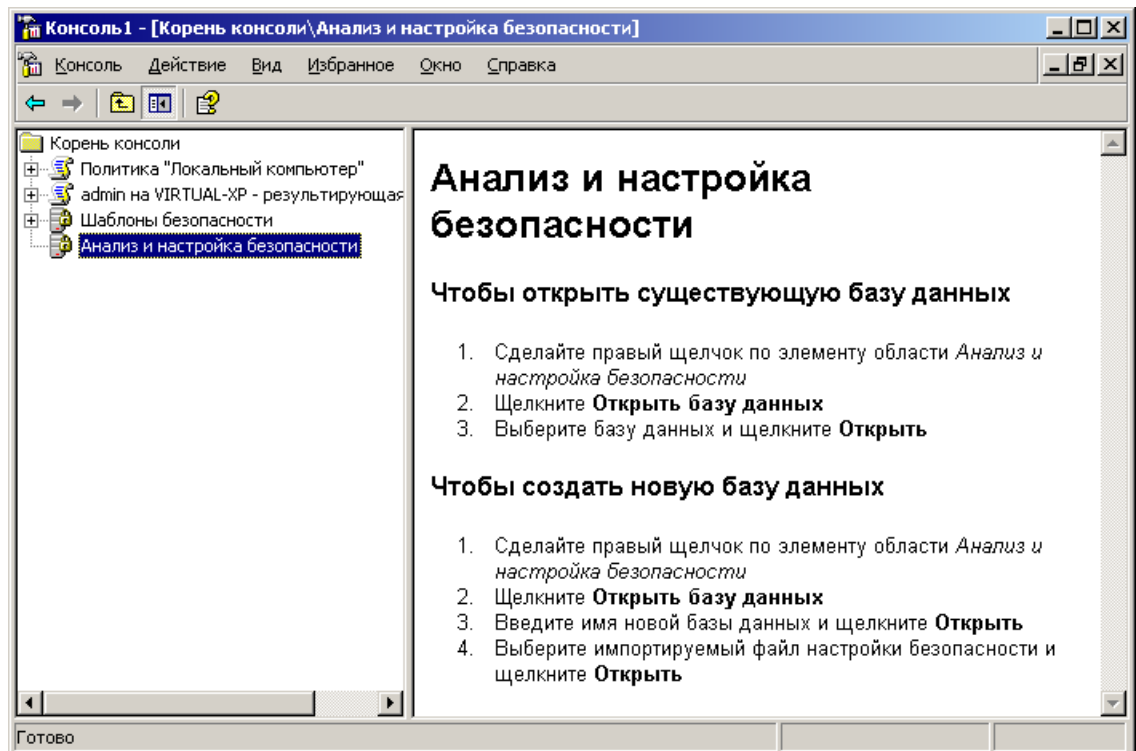 Консоль1 - [Корень консоли\Анализ и настройка безопасности]
Консоль Действие Вид Избранное Окно Справка
Корень консоли
Политика "Локальный компьютер"
admin на VIRTUAL-XP - результирующая
Шаблоны безопасности
Анализ и настройка безопасности
Анализ и настройка
безопасности
Чтобы открыть существующую базу данных
1. Сделайте правый щелчок по элементу области Анализ и
настройка безопасности
2. Щелкните Открыть базу данных
3. Выберите базу данных и щелкните Открыть
Чтобы создать новую базу данных
1. Сделайте правый щелчок по элементу области Анализ и
настройка безопасности
2. Щелкните Открыть базу данных
3. Введите имя новой базы данных и щелкните Открыть
4. Выберите импортируемый файл настройки безопасности и
щелкните Открыть
Готово